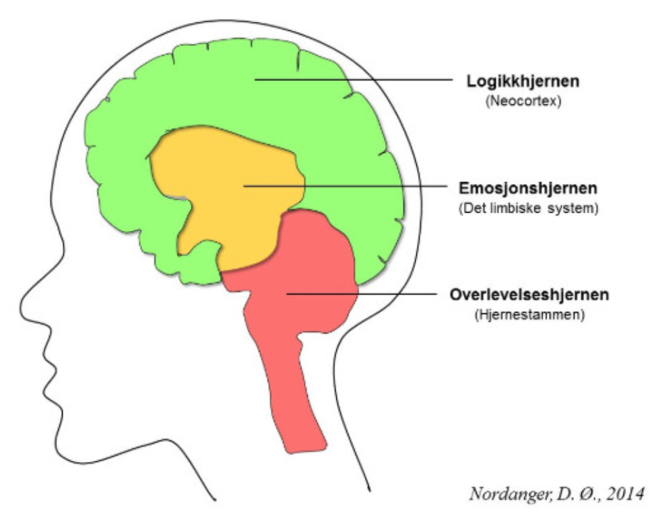 Logikkhjernen
(Neocortex)
Emosjonshjernen
(Det limbiske system)
Overlevelseshjernen
(Hjernestammen)
Nordanger, D. Ø., 2014